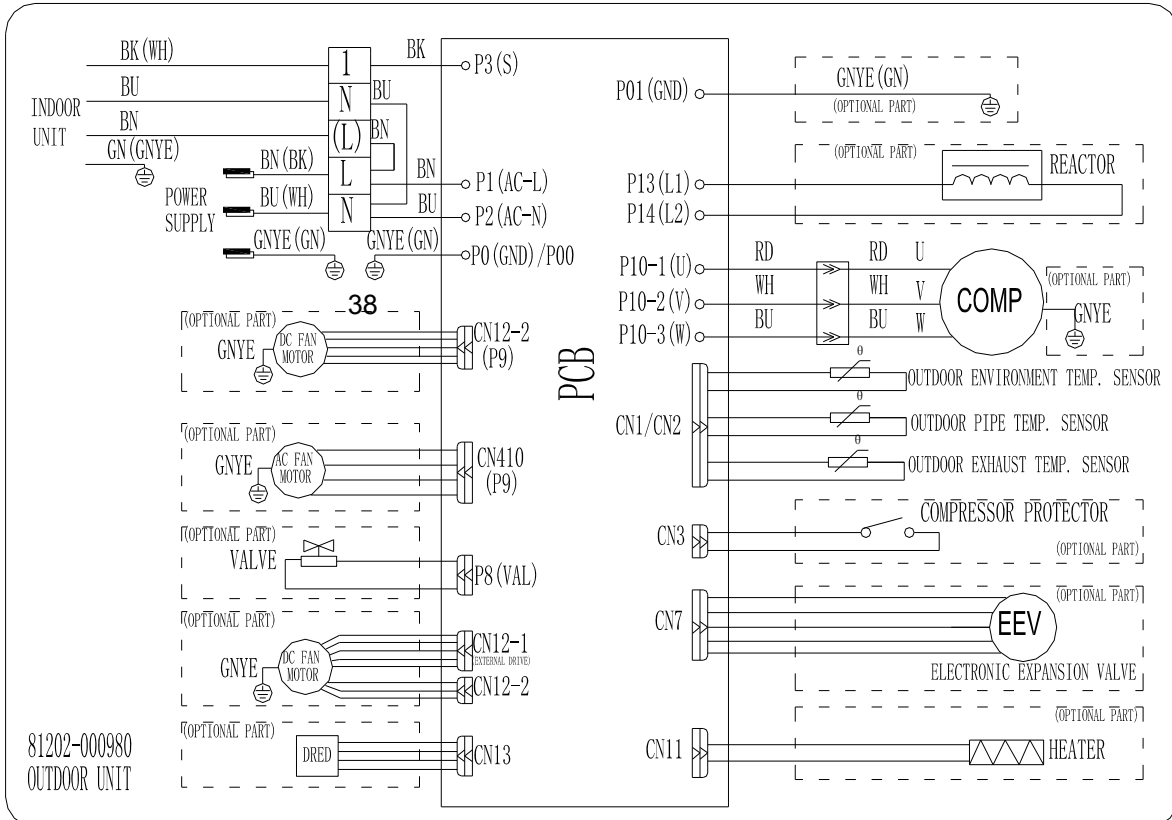 BK(WH)
BU
BN
GN(GNYE)
INDOOR
UNIT
BN(BK)
BU(WH)
POWER
SUPPLY
GNYE(GN)
GNYE(GN)
1
N
(L)
L
N
BK
BU
BN
BN
BU
P3(S)
P1(AC-L)
P2(AC-N)
P0(GND)/P00
38
(OPTIONAL PART)
GNYE
DC FAN
MOTOR
CN12-2
(P9)
(OPTIONAL PART)
GNYE
AC FAN
MOTOR
CN410
(P9)
(OPTIONAL PART)
VALVE
P8(VAL)
(OPTIONAL PART)
GNYE
DC FAN
MOTOR
CN12-1
(EXTERNAL DRIVE)
CN12-2
(OPTIONAL PART)
DRED
CN13
81202-000980
OUTDOOR UNIT
PCB
P01(GND)
GNYE(GN)
(OPTIONAL PART)
(OPTIONAL PART)
REACTOR
P13(L1)
P14(L2)
P10-1(U)
P10-2(V)
P10-3(W)
RD
WH
BU
RD U
WH V
BU W
COMP
(OPTIONAL PART)
GNYE
CN1/CN2
θ
OUTDOOR ENVIRONMENT TEMP. SENSOR
θ
OUTDOOR PIPE TEMP. SENSOR
θ
OUTDOOR EXHAUST TEMP. SENSOR
CN3
COMPRESSOR PROTECTOR
(OPTIONAL PART)
CN7
(OPTIONAL PART)
EEV
ELECTRONIC EXPANSION VALVE
(OPTIONAL PART)
CN11
HEATER